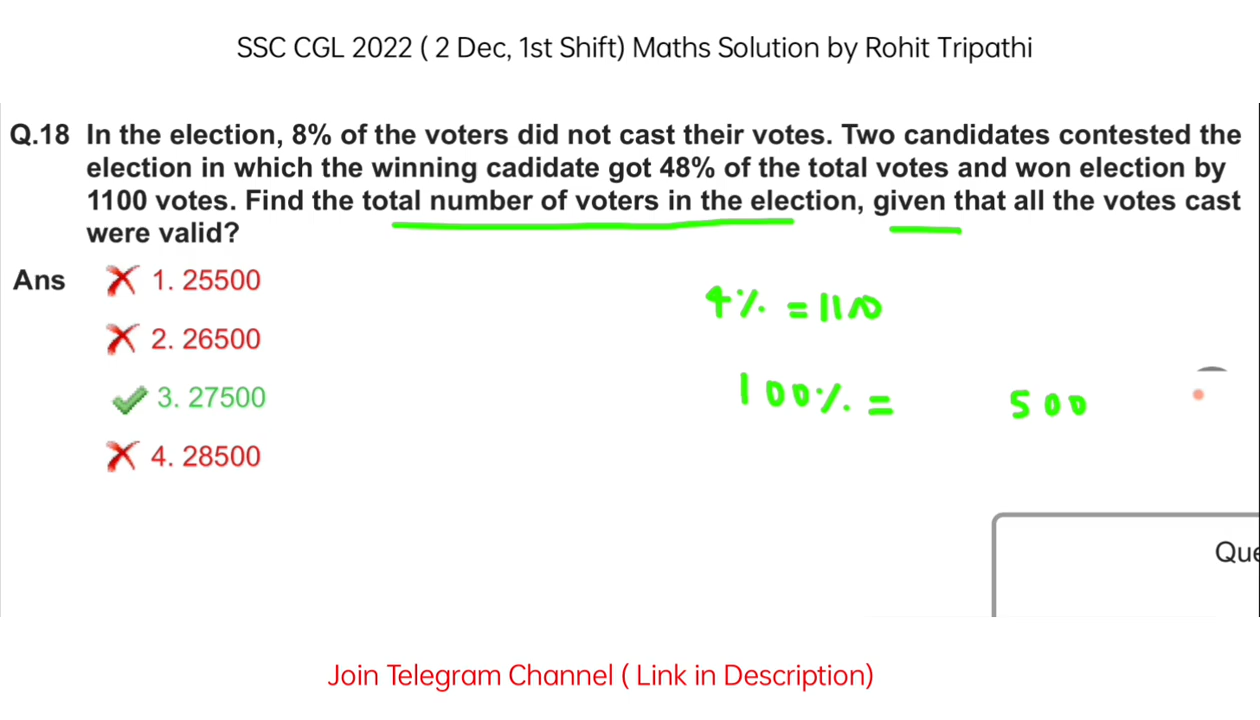 SSC CGL 2022 ( 2 Dec, 1st Shift) Maths Solution by Rohit Tripathi
Q.18 In the election, 8% of the voters did not cast their votes. Two candidates contested the
election in which the winning cadidate got 48% of the total votes and won election by
1100 votes. Find the total number of voters in the election, given that all the votes cast
were valid?
Ans 1. 25500
2. 26500
3. 27500
4. 28500
4% = 1100
100% = 500
Que
Join Telegram Channel ( Link in Description)